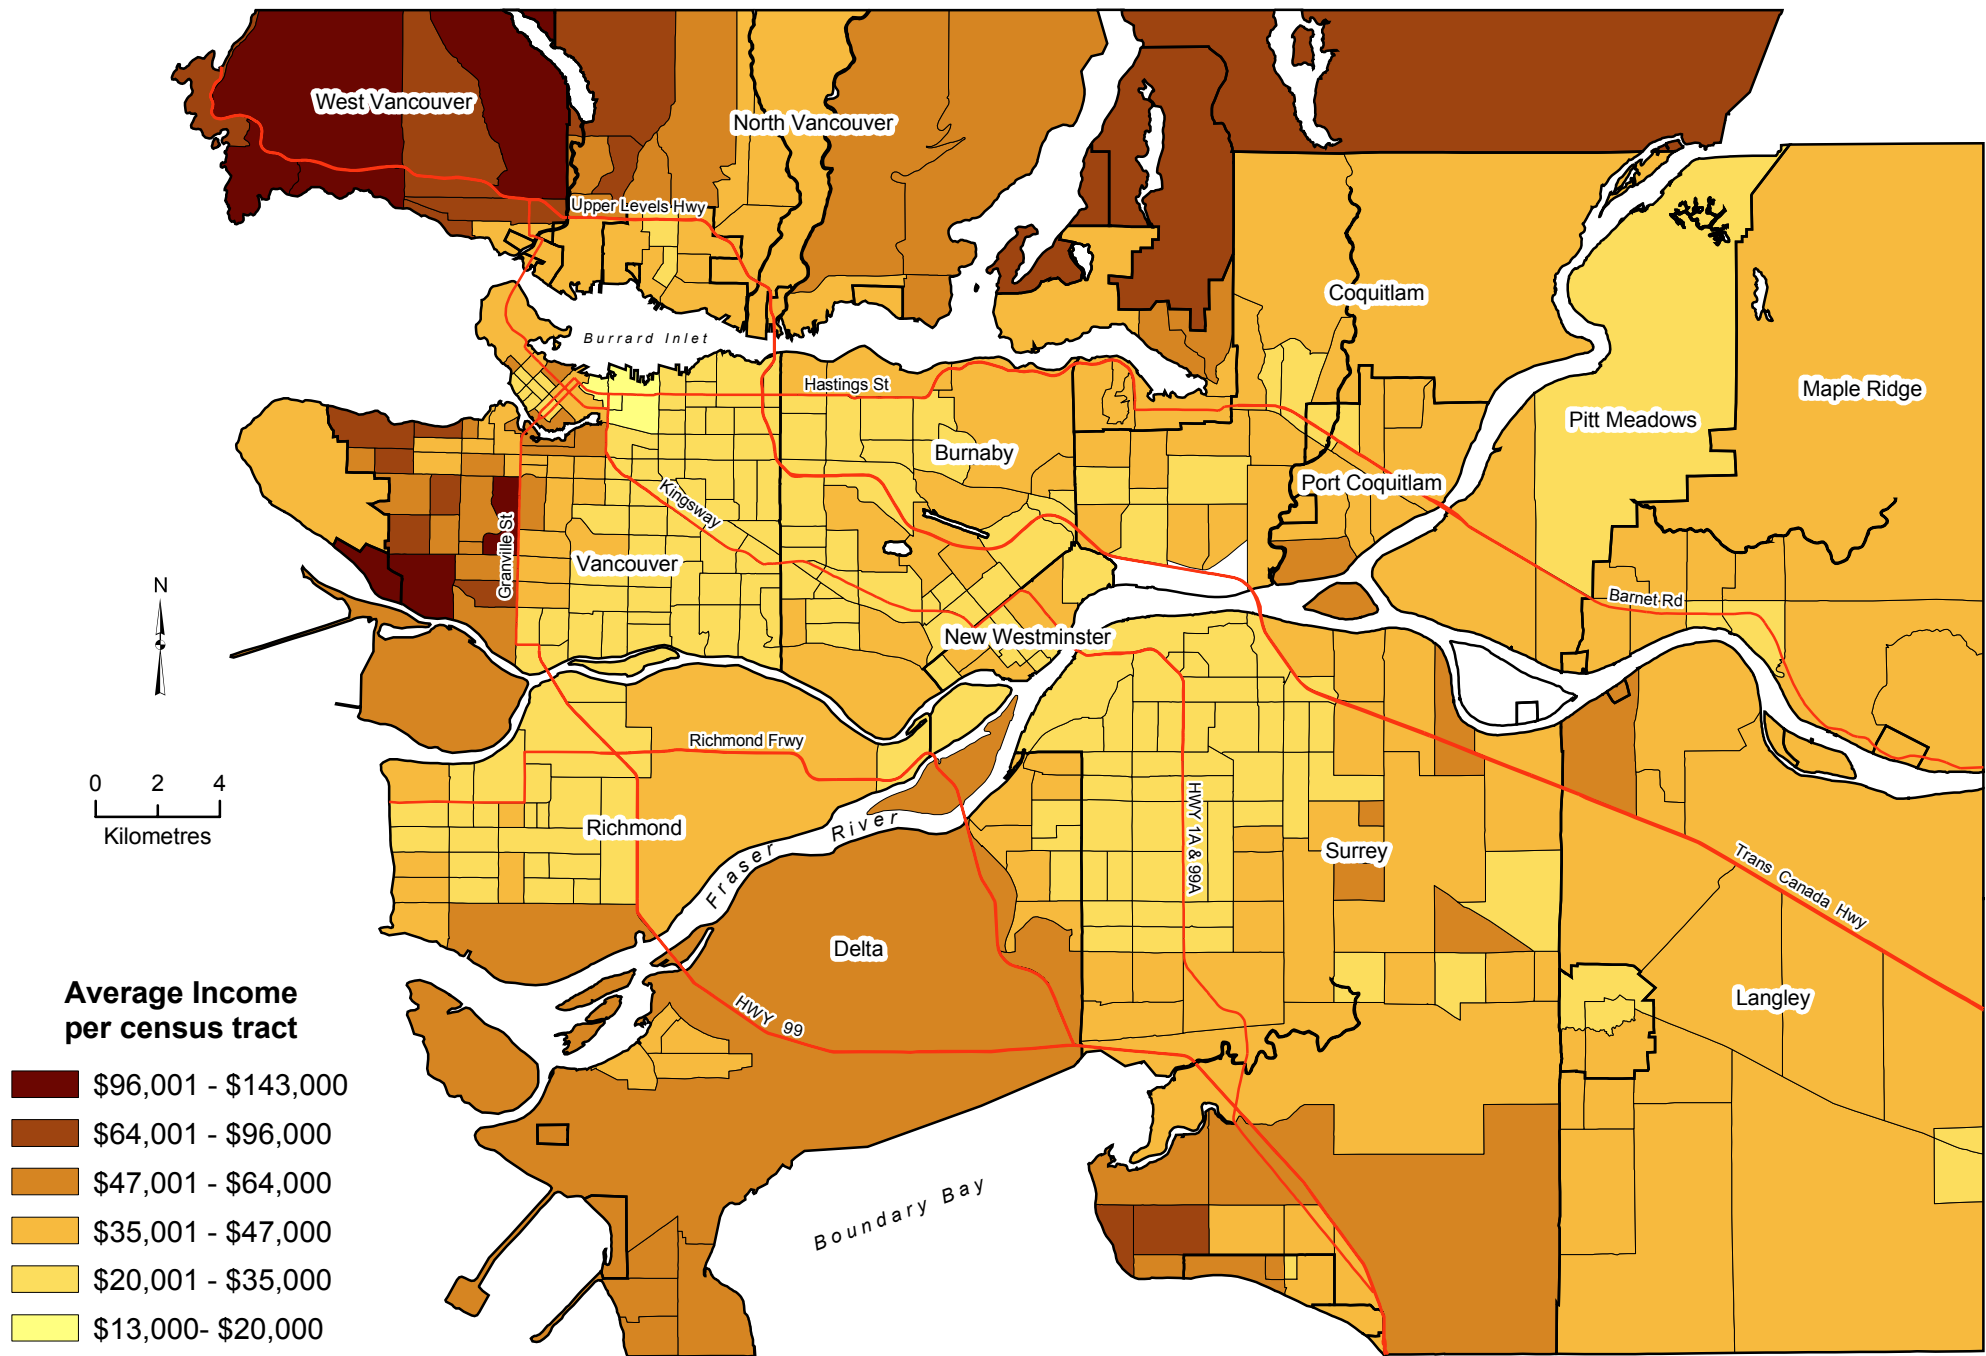 West Vancouver
North Vancouver
Upper Levels Hwy
Coquitlam
Burrard Inlet
Hastings St
Maple Ridge
Pitt Meadows
Burnaby
Port Coquitlam
Kingsway
Granville St
Vancouver
N
Barnet Rd
New Westminster
Richmond Frwy
0 2 4
Kilometres
HWY 1A & 99A
Richmond
Fraser River
Surrey
Trans Canada Hwy
Delta
Langley
HWY 99
Boundary Bay
Average Income
per census tract
$96,001 - $143,000
$64,001 - $96,000
$47,001 - $64,000
$35,001 - $47,000
$20,001 - $35,000
$13,000- $20,000